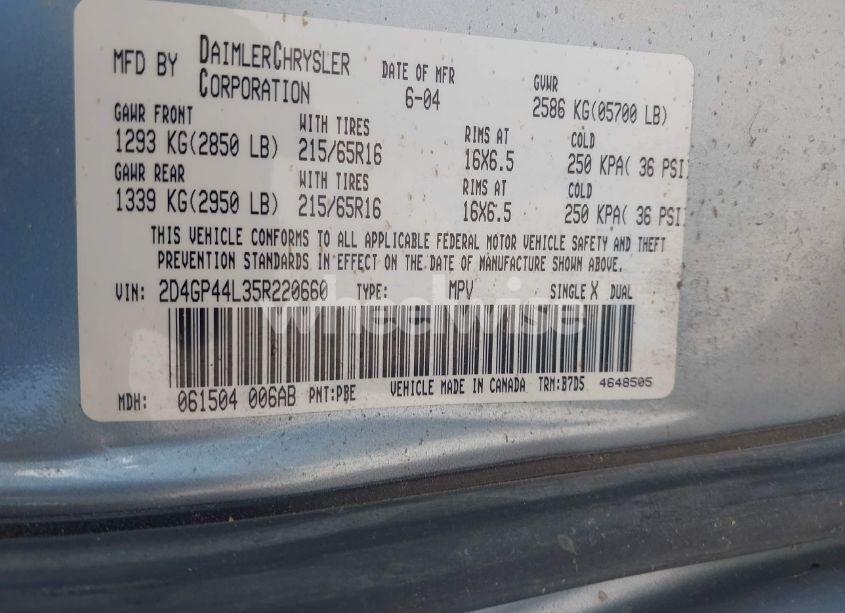 MFD BY DAIMLERCHRYSLER CORPORATION DATE OF MFR 6-04 GVWR 2586 KG(05700 LB)
GAWR FRONT WITH TIRES RIMS AT COLD
1293 KG(2850 LB) 215/65R16 16X6.5 250 KPA( 36 PSI)
GAWR REAR WITH TIRES RIMS AT COLD
1339 KG(2950 LB) 215/65R16 16X6.5 250 KPA( 36 PSI)
THIS VEHICLE CONFORMS TO ALL APPLICABLE FEDERAL MOTOR VEHICLE SAFETY AND THEFT
PREVENTION STANDARDS IN EFFECT ON THE DATE OF MANUFACTURE SHOWN ABOVE.
VIN: 2D4GP44L35R220660 TYPE: MPV SINGLE X DUAL
wheelwise
MDH: 061504 006AB PNT:PBE VEHICLE MADE IN CANADA TRM:B7D5 4648505